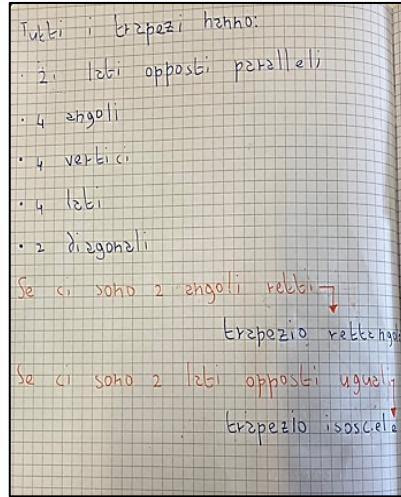 Tutti i trapezi hanno:
· 2 lati opposti paralleli
· 4 angoli
· 4 vertici
· 4 lati
· 2 diagonali
Se ci sono 2 angoli retti
trapezio rettango
Se ci sono 2 lati opposti uguali
trapezio isoscele